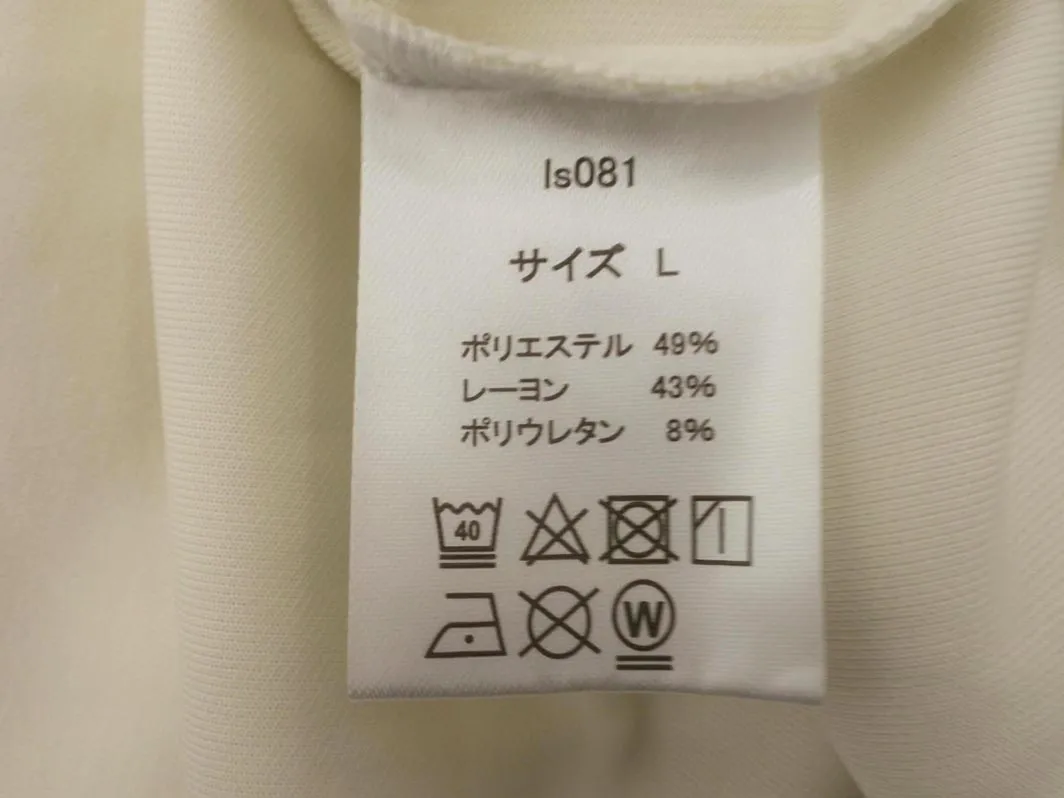 ls081
サイズ L
ポリエステル 49%
レーヨン 43%
ポリウレタン 8%
40
W